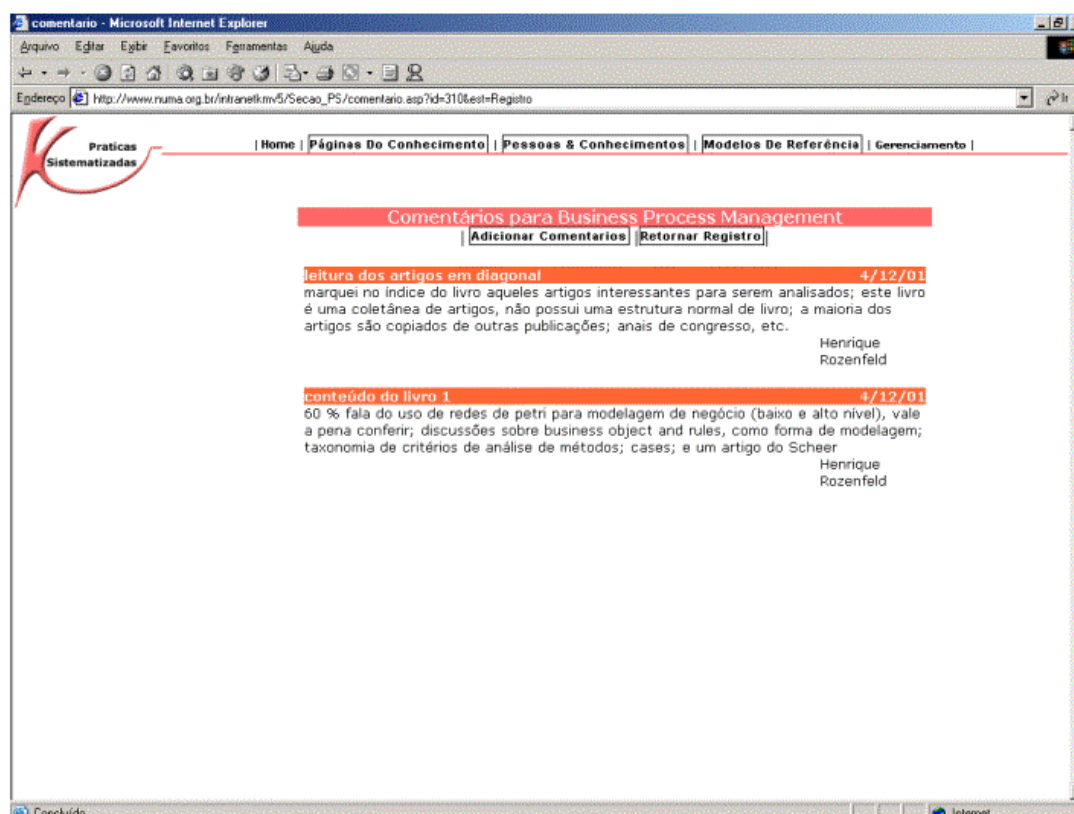 comentario - Microsoft Internet Explorer
Arquivo Editar Exibir Favoritos Ferramentas Ajuda
Endereço http://www.numa.org.br/intranetkmv5/Secao_PS/comentario.asp?id=310&est=Registro Ir
Praticas
Sistematizadas
| Home | Páginas Do Conhecimento | Pessoas & Conhecimentos | Modelos De Referência | Gerenciamento |
Comentários para Business Process Management
| Adicionar Comentarios | Retornar Registro |
leitura dos artigos em diagonal 4/12/01
marquei no índice do livro aqueles artigos interessantes para serem analisados; este livro
é uma coletânea de artigos, não possui uma estrutura normal de livro; a maioria dos
artigos são copiados de outras publicações; anais de congresso, etc.
Henrique
Rozenfeld
conteúdo do livro 1 4/12/01
60 % fala do uso de redes de petri para modelagem de negócio (baixo e alto nível), vale
a pena conferir; discussões sobre business object and rules, como forma de modelagem;
taxonomia de critérios de análise de métodos; cases; e um artigo do Scheer
Henrique
Rozenfeld
Concluído Internet